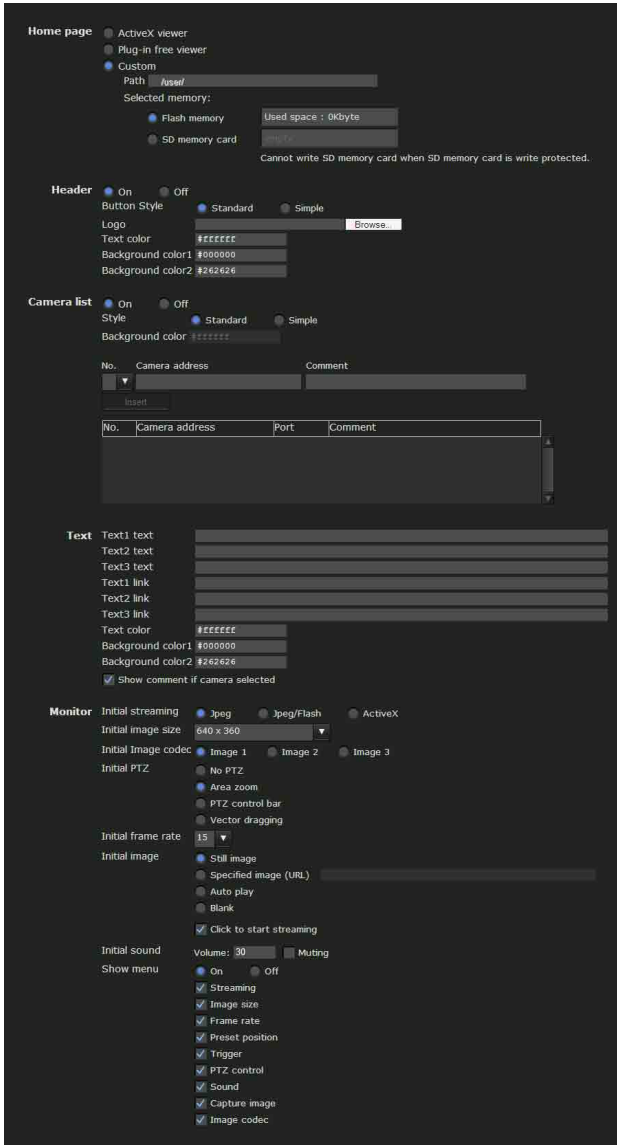 Home page ActiveX viewer
Plug-in free viewer
Custom
Path /user/
Selected memory:
Flash memory Used space : 0Kbyte
SD memory card
Cannot write SD memory card when SD memory card is write protected.
Header On Off
Button Style Standard Simple
Logo Browse...
Text color #ffffff
Background color1 #000000
Background color2 #262626
Camera list On Off
Style Standard Simple
Background color #ffffff
No. Camera address Comment
Insert
No. Camera address Port Comment
Text Text1 text
Text2 text
Text3 text
Text1 link
Text2 link
Text3 link
Text color #ffffff
Background color1 #000000
Background color2 #262626
Show comment if camera selected
Monitor Initial streaming Jpeg Jpeg/Flash ActiveX
Initial image size 640 x 360
Initial Image codec Image 1 Image 2 Image 3
Initial PTZ No PTZ
Area zoom
PTZ control bar
Vector dragging
Initial frame rate 15
Initial image Still image
Specified image (URL)
Auto play
Blank
Click to start streaming
Initial sound Volume: 30 Muting
Show menu On Off
Streaming
Image size
Frame rate
Preset position
Trigger
PTZ control
Sound
Capture image
Image codec